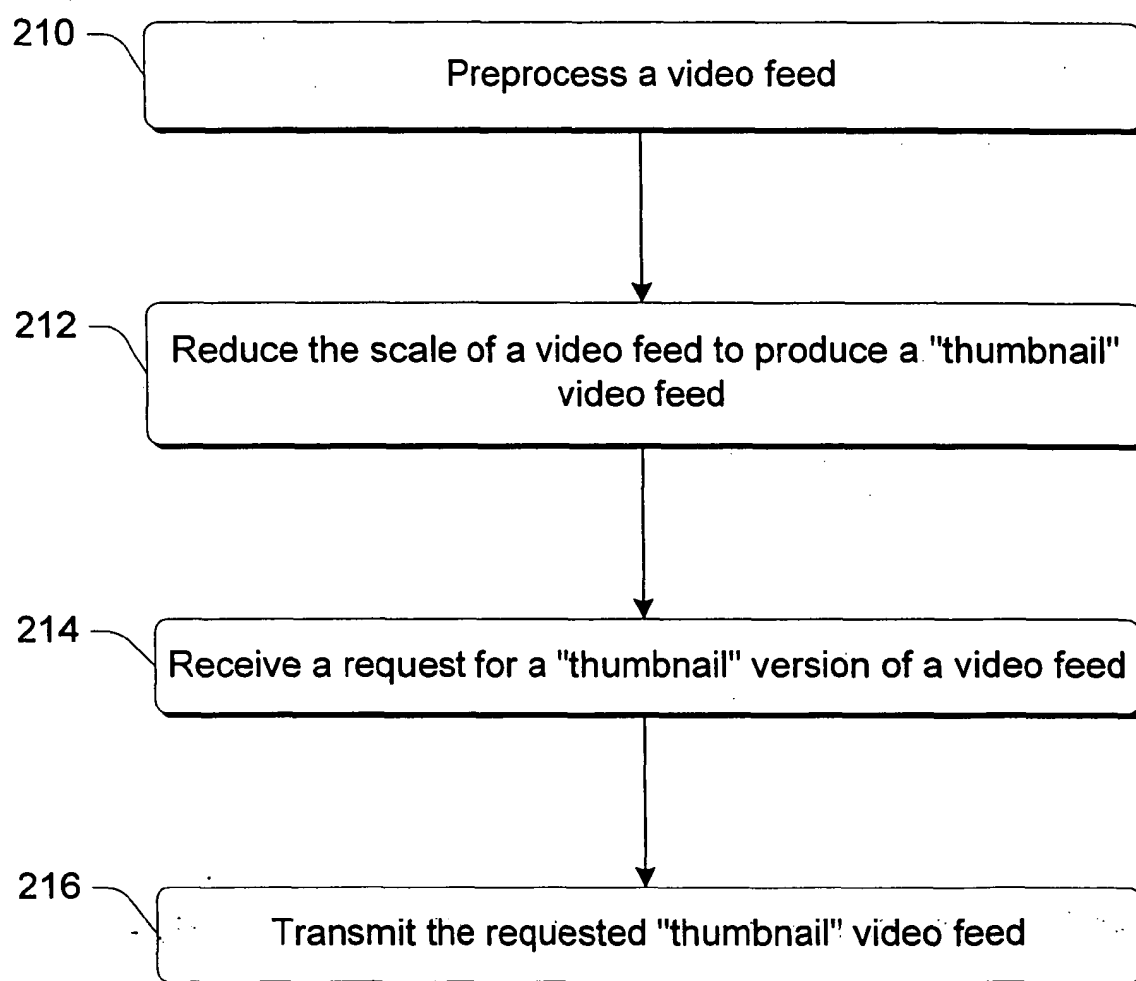 210
Preprocess a video feed
212
Reduce the scale of a video feed to produce a "thumbnail"
video feed
214
Receive a request for a "thumbnail" version of a video feed
216
Transmit the requested "thumbnail" video feed